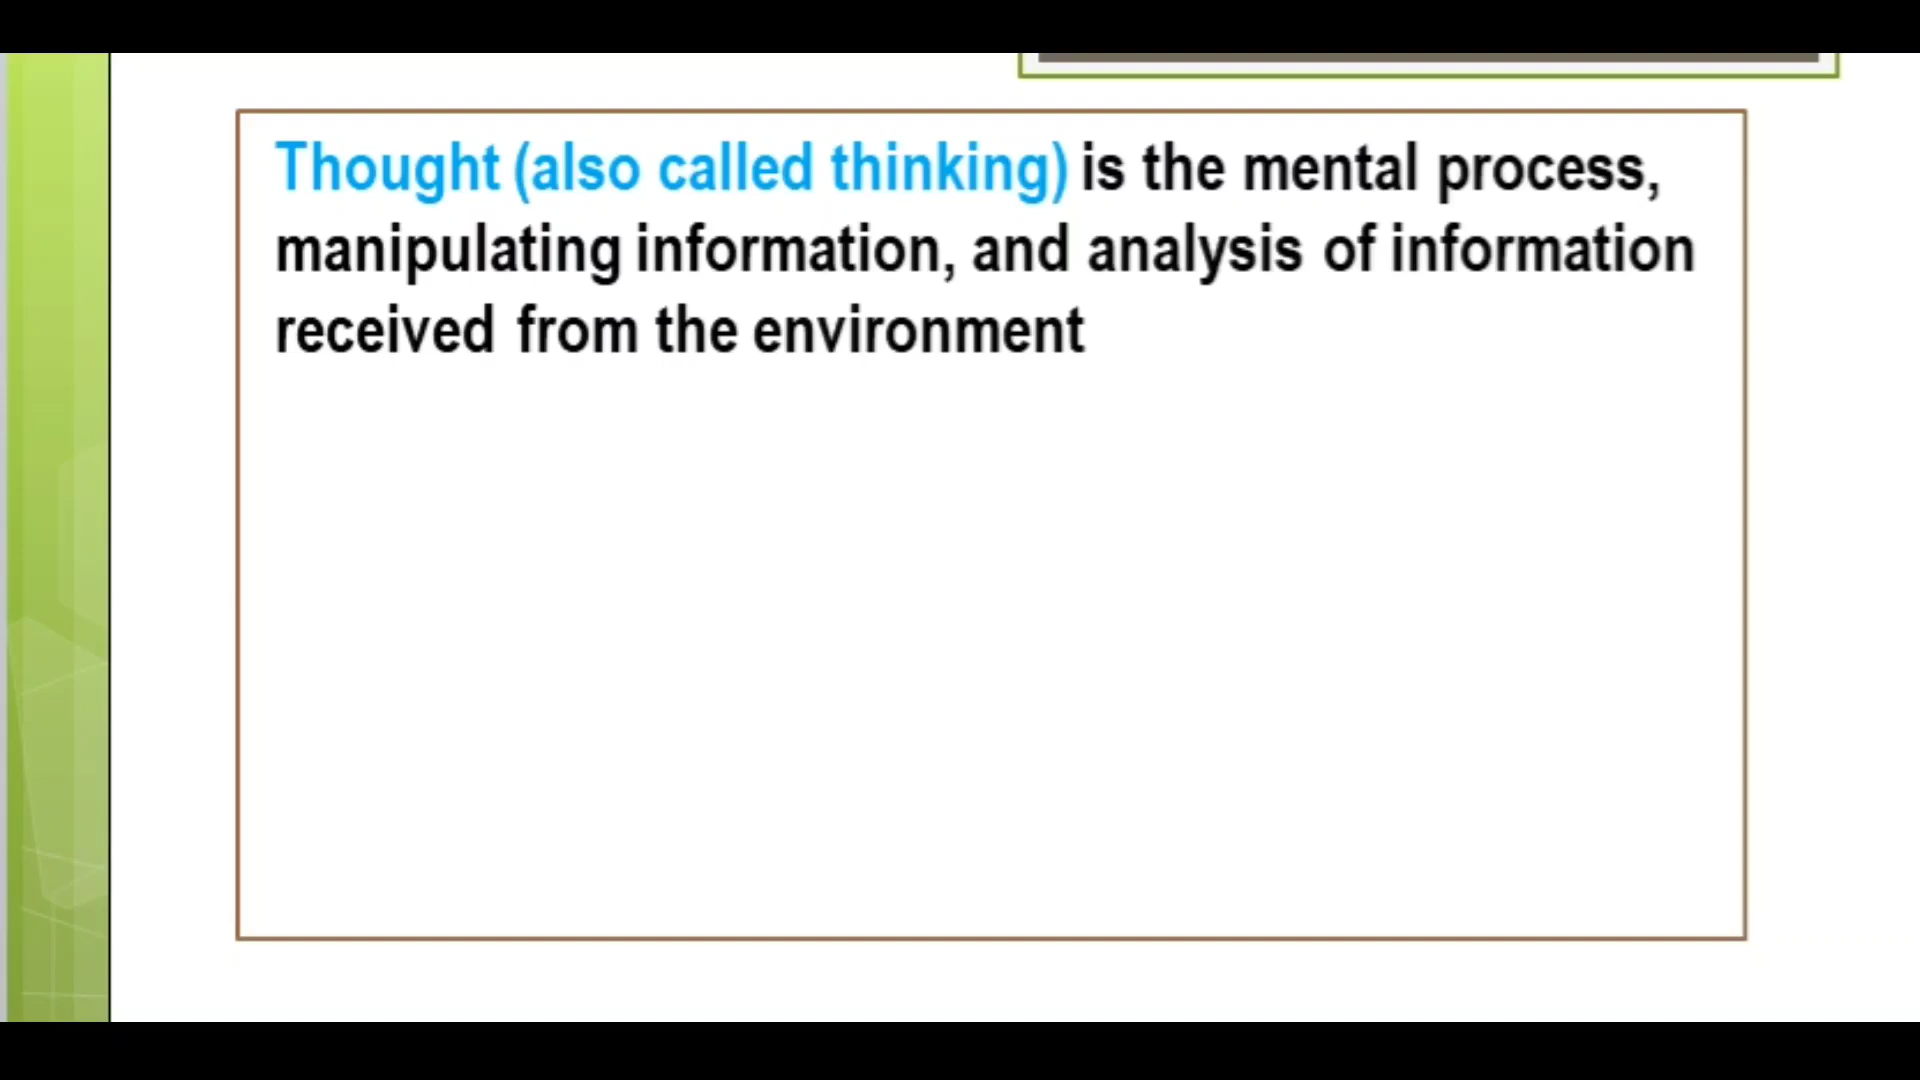 Thought (also called thinking) is the mental process,
manipulating information, and analysis of information
received from the environment